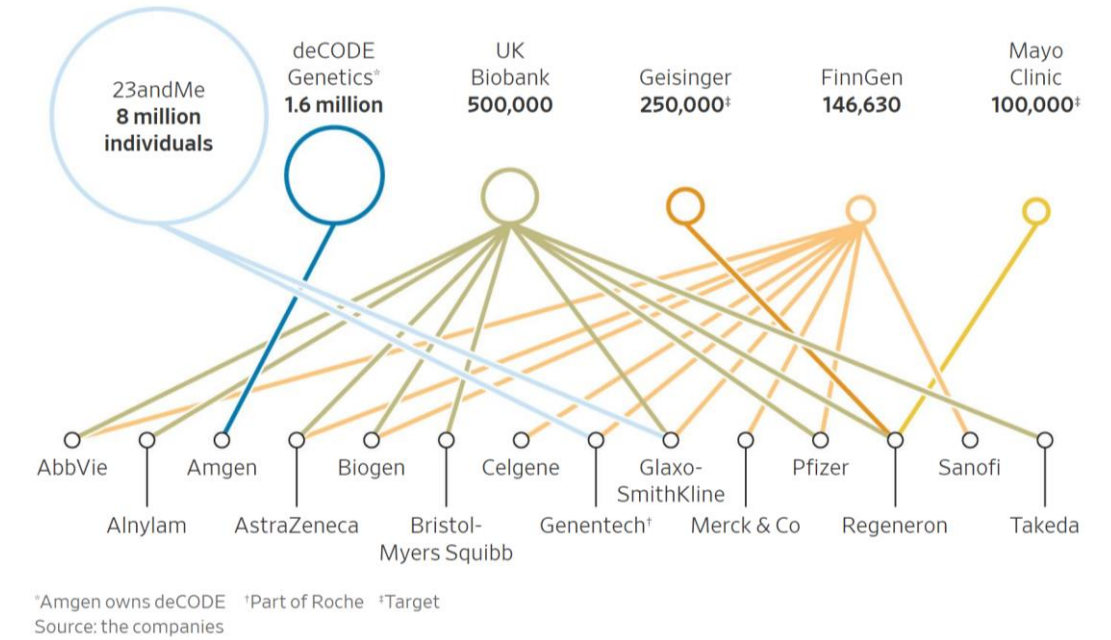 23andMe
8 million
individuals
deCODE
Genetics*
1.6 million
UK
Biobank
500,000
Geisinger
250,000‡
FinnGen
146,630
Mayo
Clinic
100,000‡
AbbVie
Alnylam
Amgen
AstraZeneca
Biogen
Bristol-
Myers Squibb
Celgene
Genentech†
Glaxo-
SmithKline
Merck & Co
Pfizer
Regeneron
Sanofi
Takeda
*Amgen owns deCODE †Part of Roche ‡Target
Source: the companies